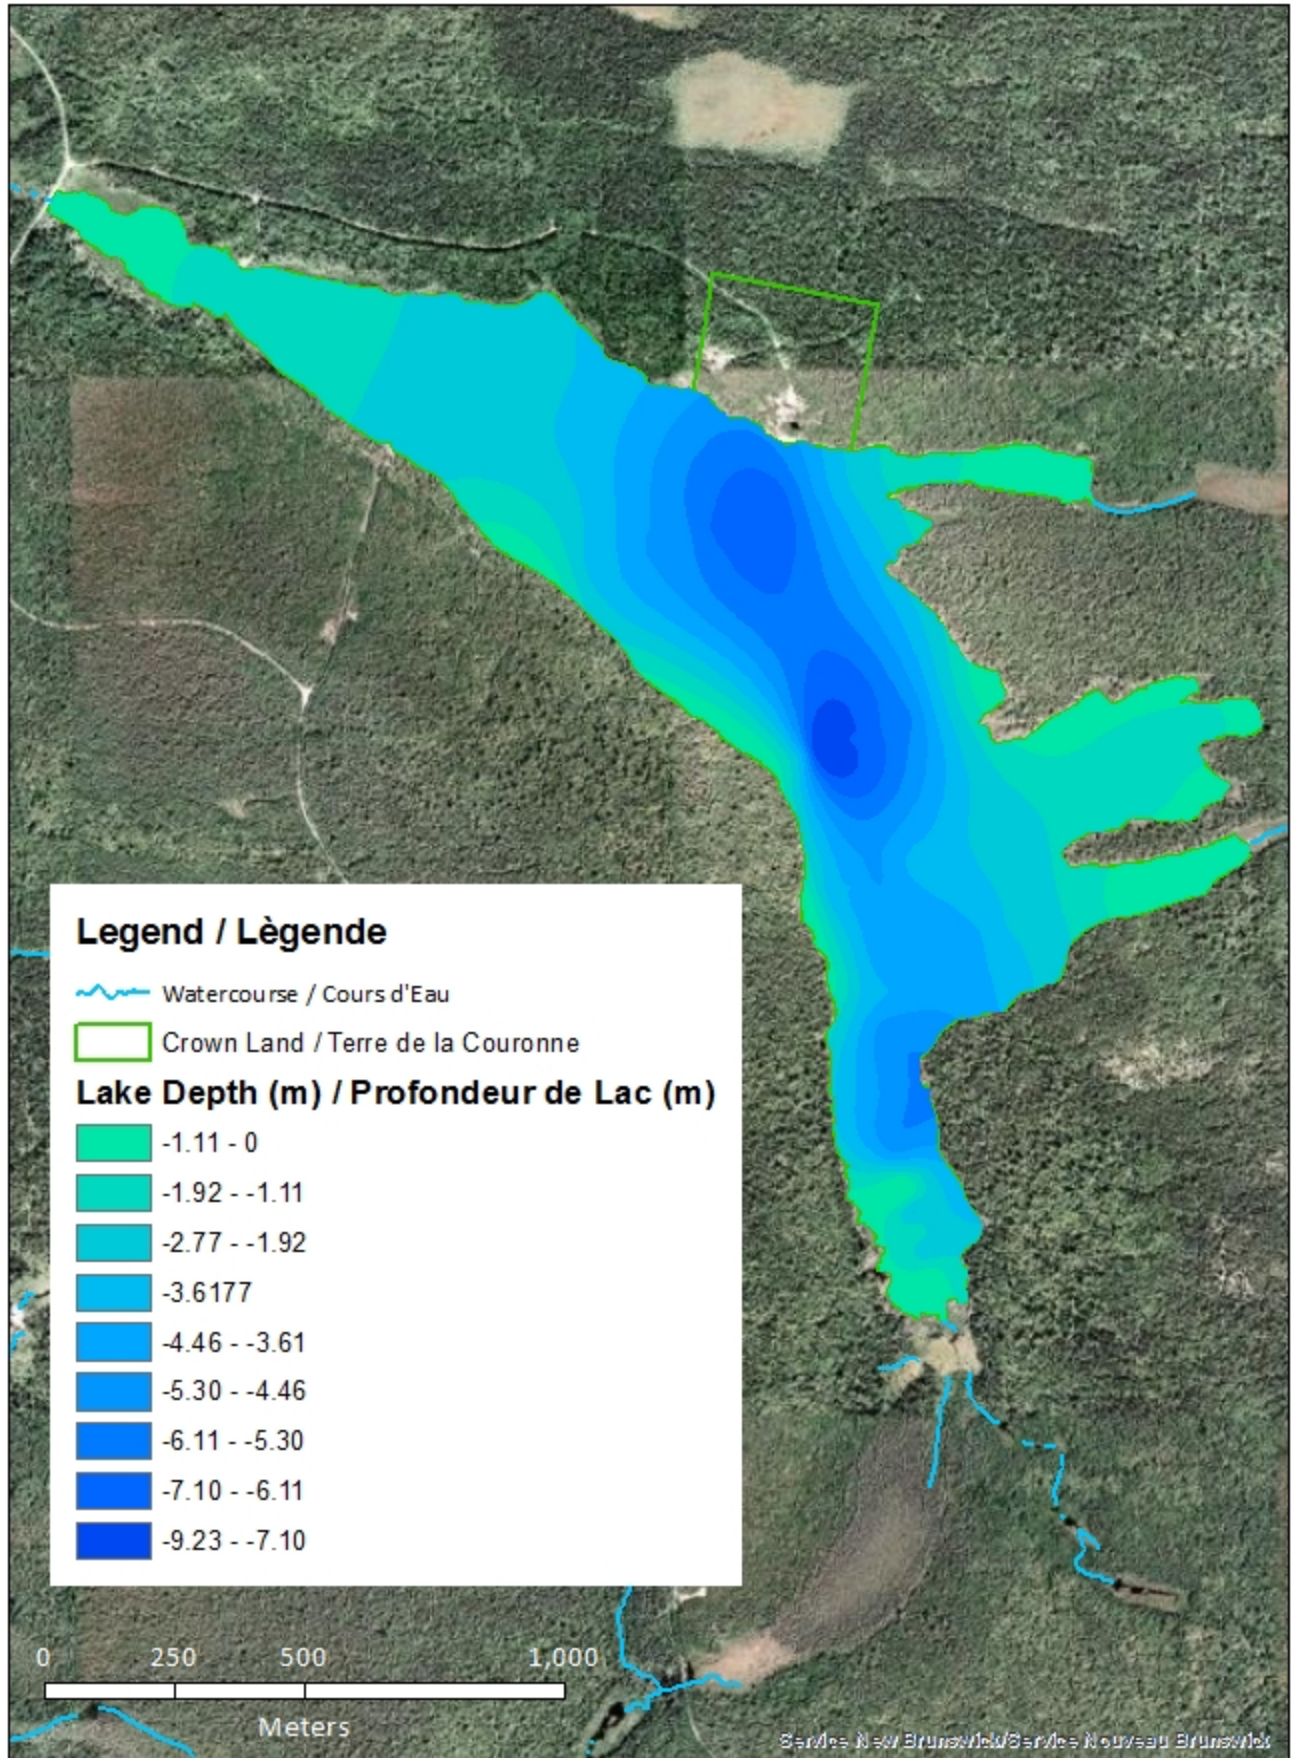 Legend / Lègende
Watercourse / Cours d'Eau
Crown Land / Terre de la Couronne
Lake Depth (m) / Profondeur de Lac (m)
-1.11 - 0
-1.92 - -1.11
-2.77 - -1.92
-3.6177
-4.46 - -3.61
-5.30 - -4.46
-6.11 - -5.30
-7.10 - -6.11
-9.23 - -7.10
0 250 500 1,000
Meters
Service New Brunswick/Service Nouveau Brunswick